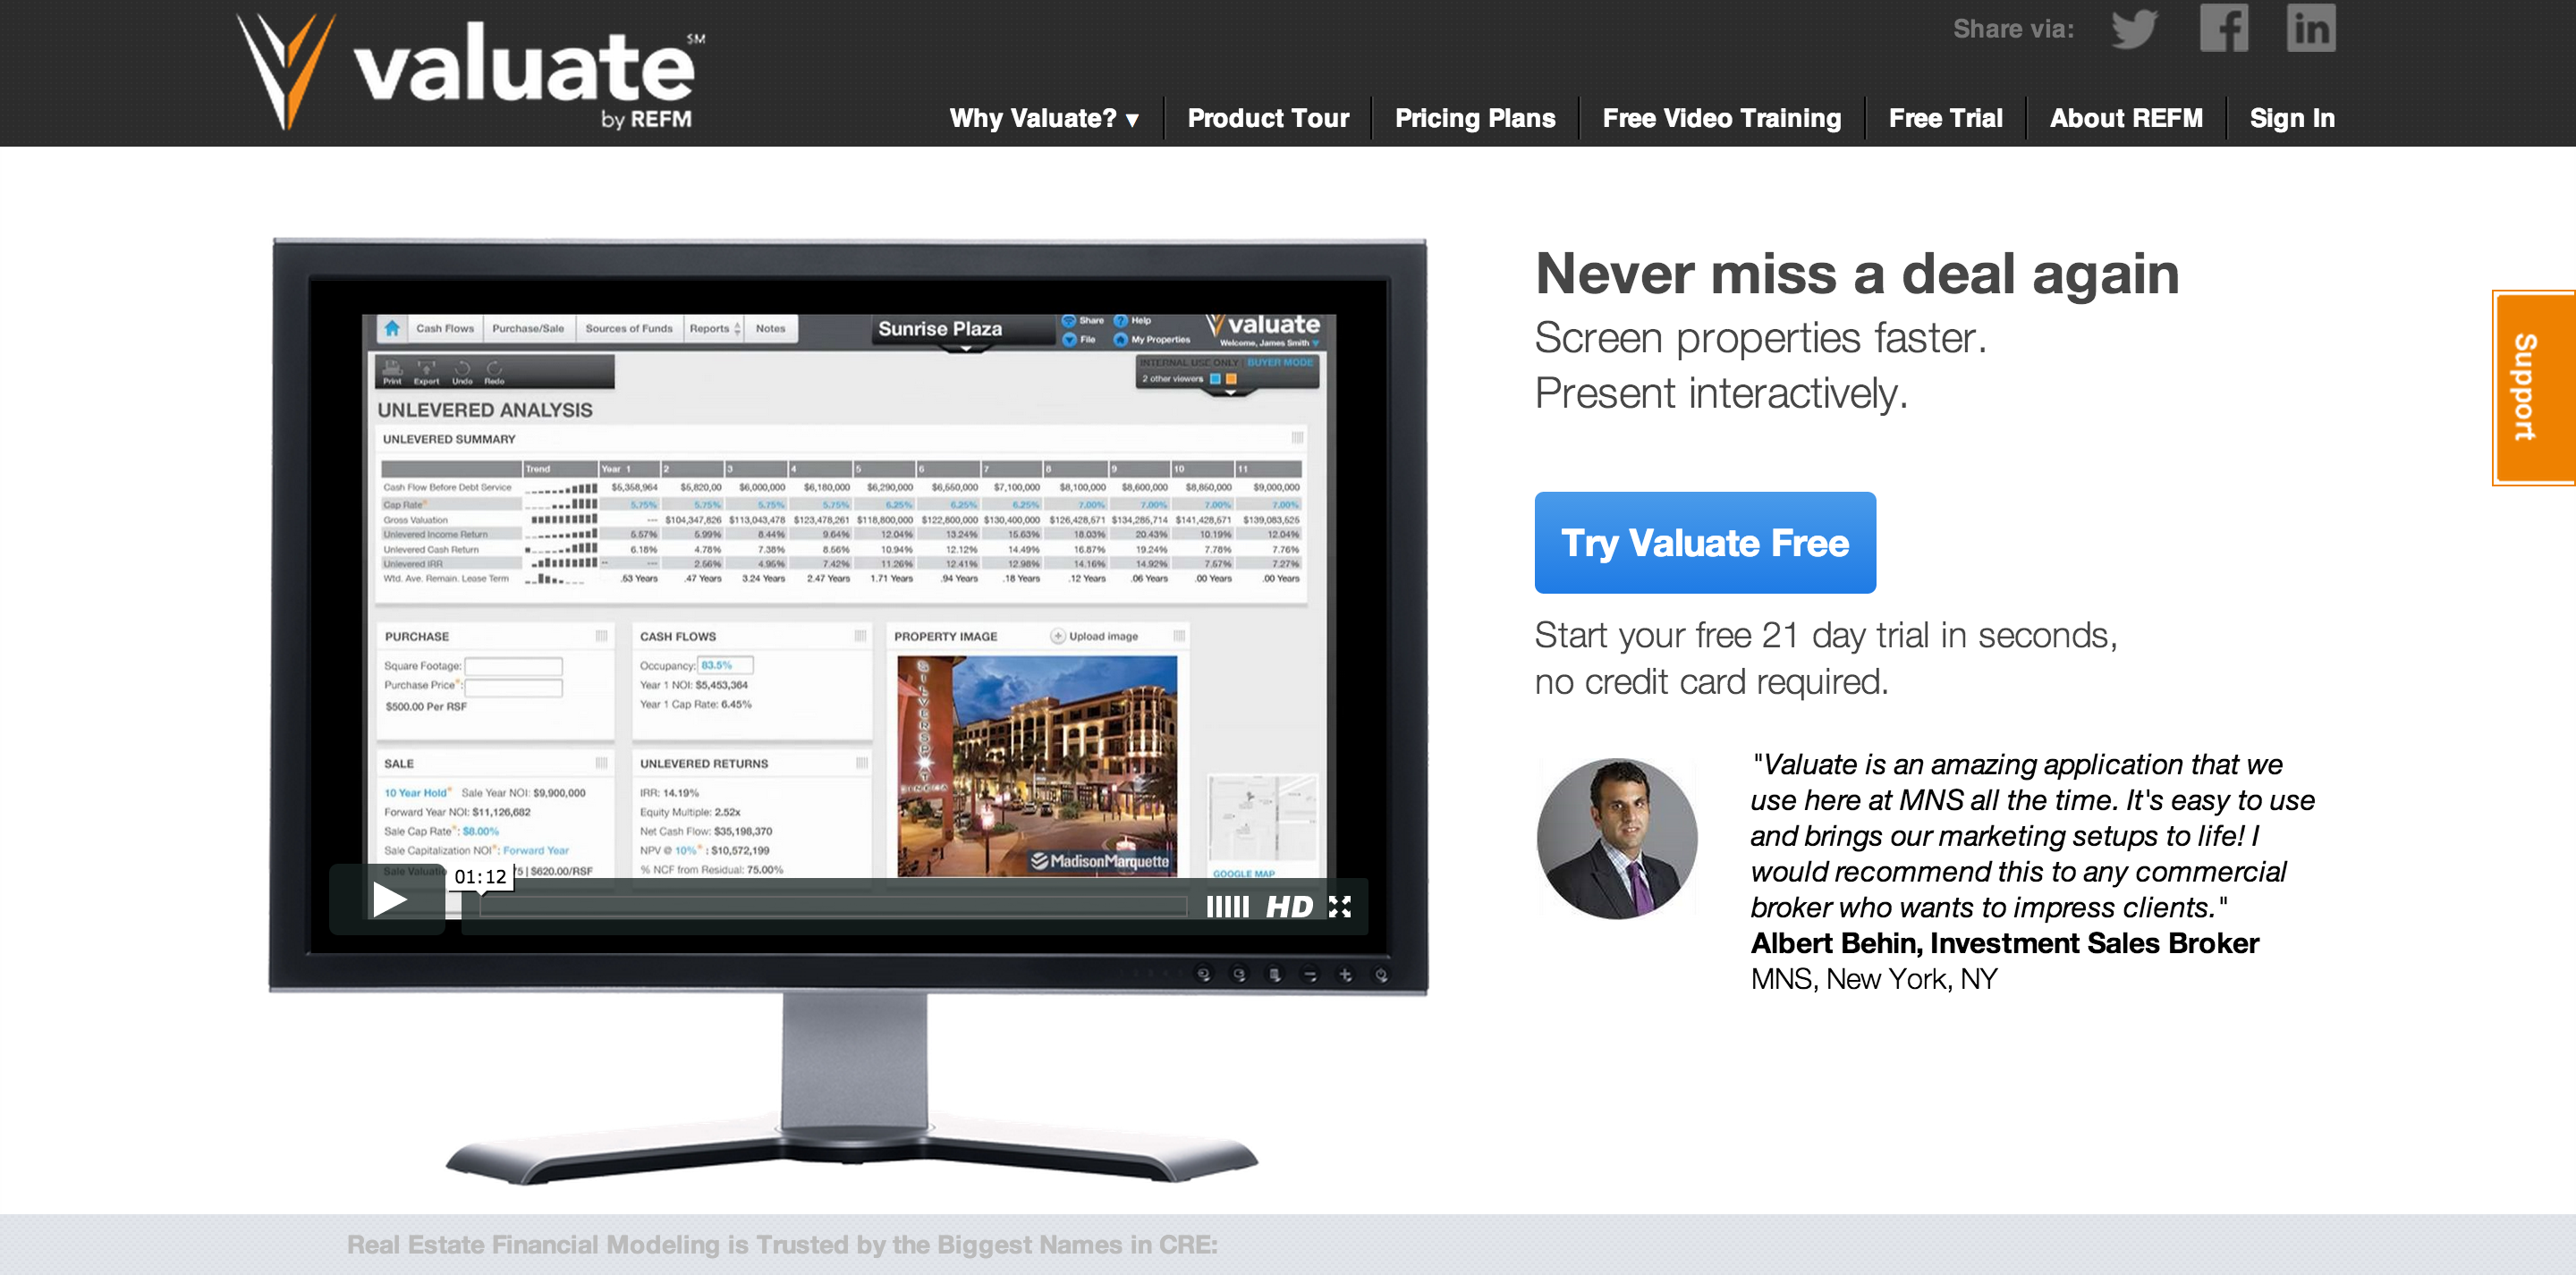 valuate SM
by REFM
Share via:
Why Valuate? ▼
Product Tour
Pricing Plans
Free Video Training
Free Trial
About REFM
Sign In
Cash Flows
Purchase/Sale
Sources of Funds
Reports
Notes
Sunrise Plaza
Share
Help
File
My Properties
valuate
Welcome, James Smith
Print Export Undo Redo
INTERNAL USE ONLY | BUYER MODE
2 other viewers
UNLEVERED ANALYSIS
UNLEVERED SUMMARY
Trend Year 1 2 3 4 5 6 7 8 9 10 11
Cash Flow Before Debt Service $5,358,964 $5,820,00 $6,000,000 $6,180,000 $6,290,000 $6,550,000 $7,100,000 $8,100,000 $8,600,000 $8,850,000 $9,000,000
Cap Rate* 5.75% 5.75% 5.75% 5.75% 6.25% 6.25% 6.25% 7.00% 7.00% 7.00% 7.00%
Gross Valuation --- $104,347,826 $113,043,478 $123,478,261 $118,800,000 $122,800,000 $130,400,000 $126,428,571 $134,285,714 $141,428,571 $139,083,525
Unlevered Income Return 5.57% 5.99% 8.44% 9.64% 12.04% 13.24% 15.63% 18.03% 20.43% 10.19% 12.04%
Unlevered Cash Return 6.18% 4.78% 7.38% 8.56% 10.94% 12.12% 14.49% 16.87% 19.24% 7.78% 7.76%
Unlevered IRR -- --- 2.56% 4.95% 7.42% 11.26% 12.41% 12.98% 14.16% 14.92% 7.57% 7.27%
Wtd. Ave. Remain. Lease Term .53 Years .47 Years 3.24 Years 2.47 Years 1.71 Years .94 Years .18 Years .12 Years .06 Years .00 Years .00 Years
PURCHASE
Square Footage:
Purchase Price*:
$500.00 Per RSF
CASH FLOWS
Occupancy: 83.5%
Year 1 NOI: $5,453,364
Year 1 Cap Rate: 6.45%
PROPERTY IMAGE
Upload image
SILVERSPOT
CINEMA
MadisonMarquette
SALE
10 Year Hold* Sale Year NOI: $9,900,000
Forward Year NOI: $11,126,682
Sale Cap Rate*: $8.00%
Sale Capitalization NOI*: Forward Year
5 | $620.00/RSF
UNLEVERED RETURNS
IRR: 14.19%
Equity Multiple: 2.52x
Net Cash Flow: $35,198,370
NPV @ 10%* : $10,572,199
% NCF from Residual: 75.00%
GOOGLE MAP
01:12
HD
Never miss a deal again
Screen properties faster.
Present interactively.
Try Valuate Free
Start your free 21 day trial in seconds,
no credit card required.
"Valuate is an amazing application that we
use here at MNS all the time. It's easy to use
and brings our marketing setups to life! I
would recommend this to any commercial
broker who wants to impress clients."
Albert Behin, Investment Sales Broker
MNS, New York, NY
Support
Real Estate Financial Modeling is Trusted by the Biggest Names in CRE: